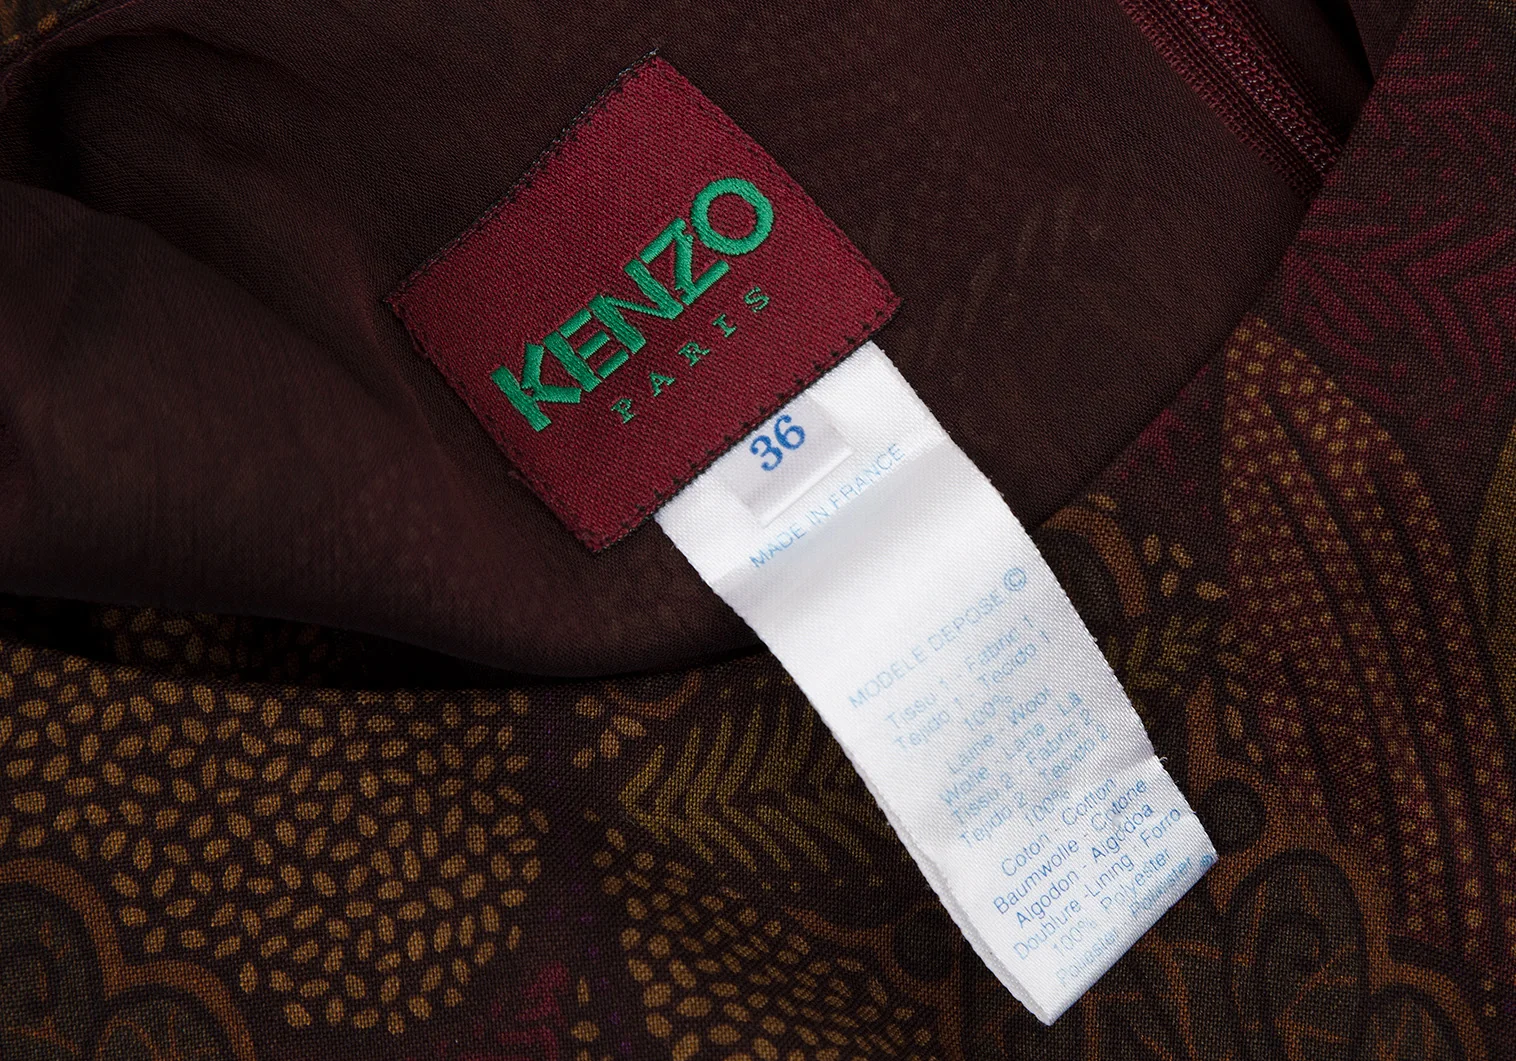 KENZO
PARIS
36
MADE IN FRANCE
MODELE DEPOSE ©
Tissu 1 - Fabric 1
Tejido 1 - Tecido 1
100%
Laine - Wool
Wolle - Lana - La
Tissu 2 - Fabric 2
Tejido 2 - Tecido 2
100%
Coton - Cotton
Baumwolle - Cotone
Algodon - Algodoa
Doublure - Lining Forro
100% Polyester
Polyester